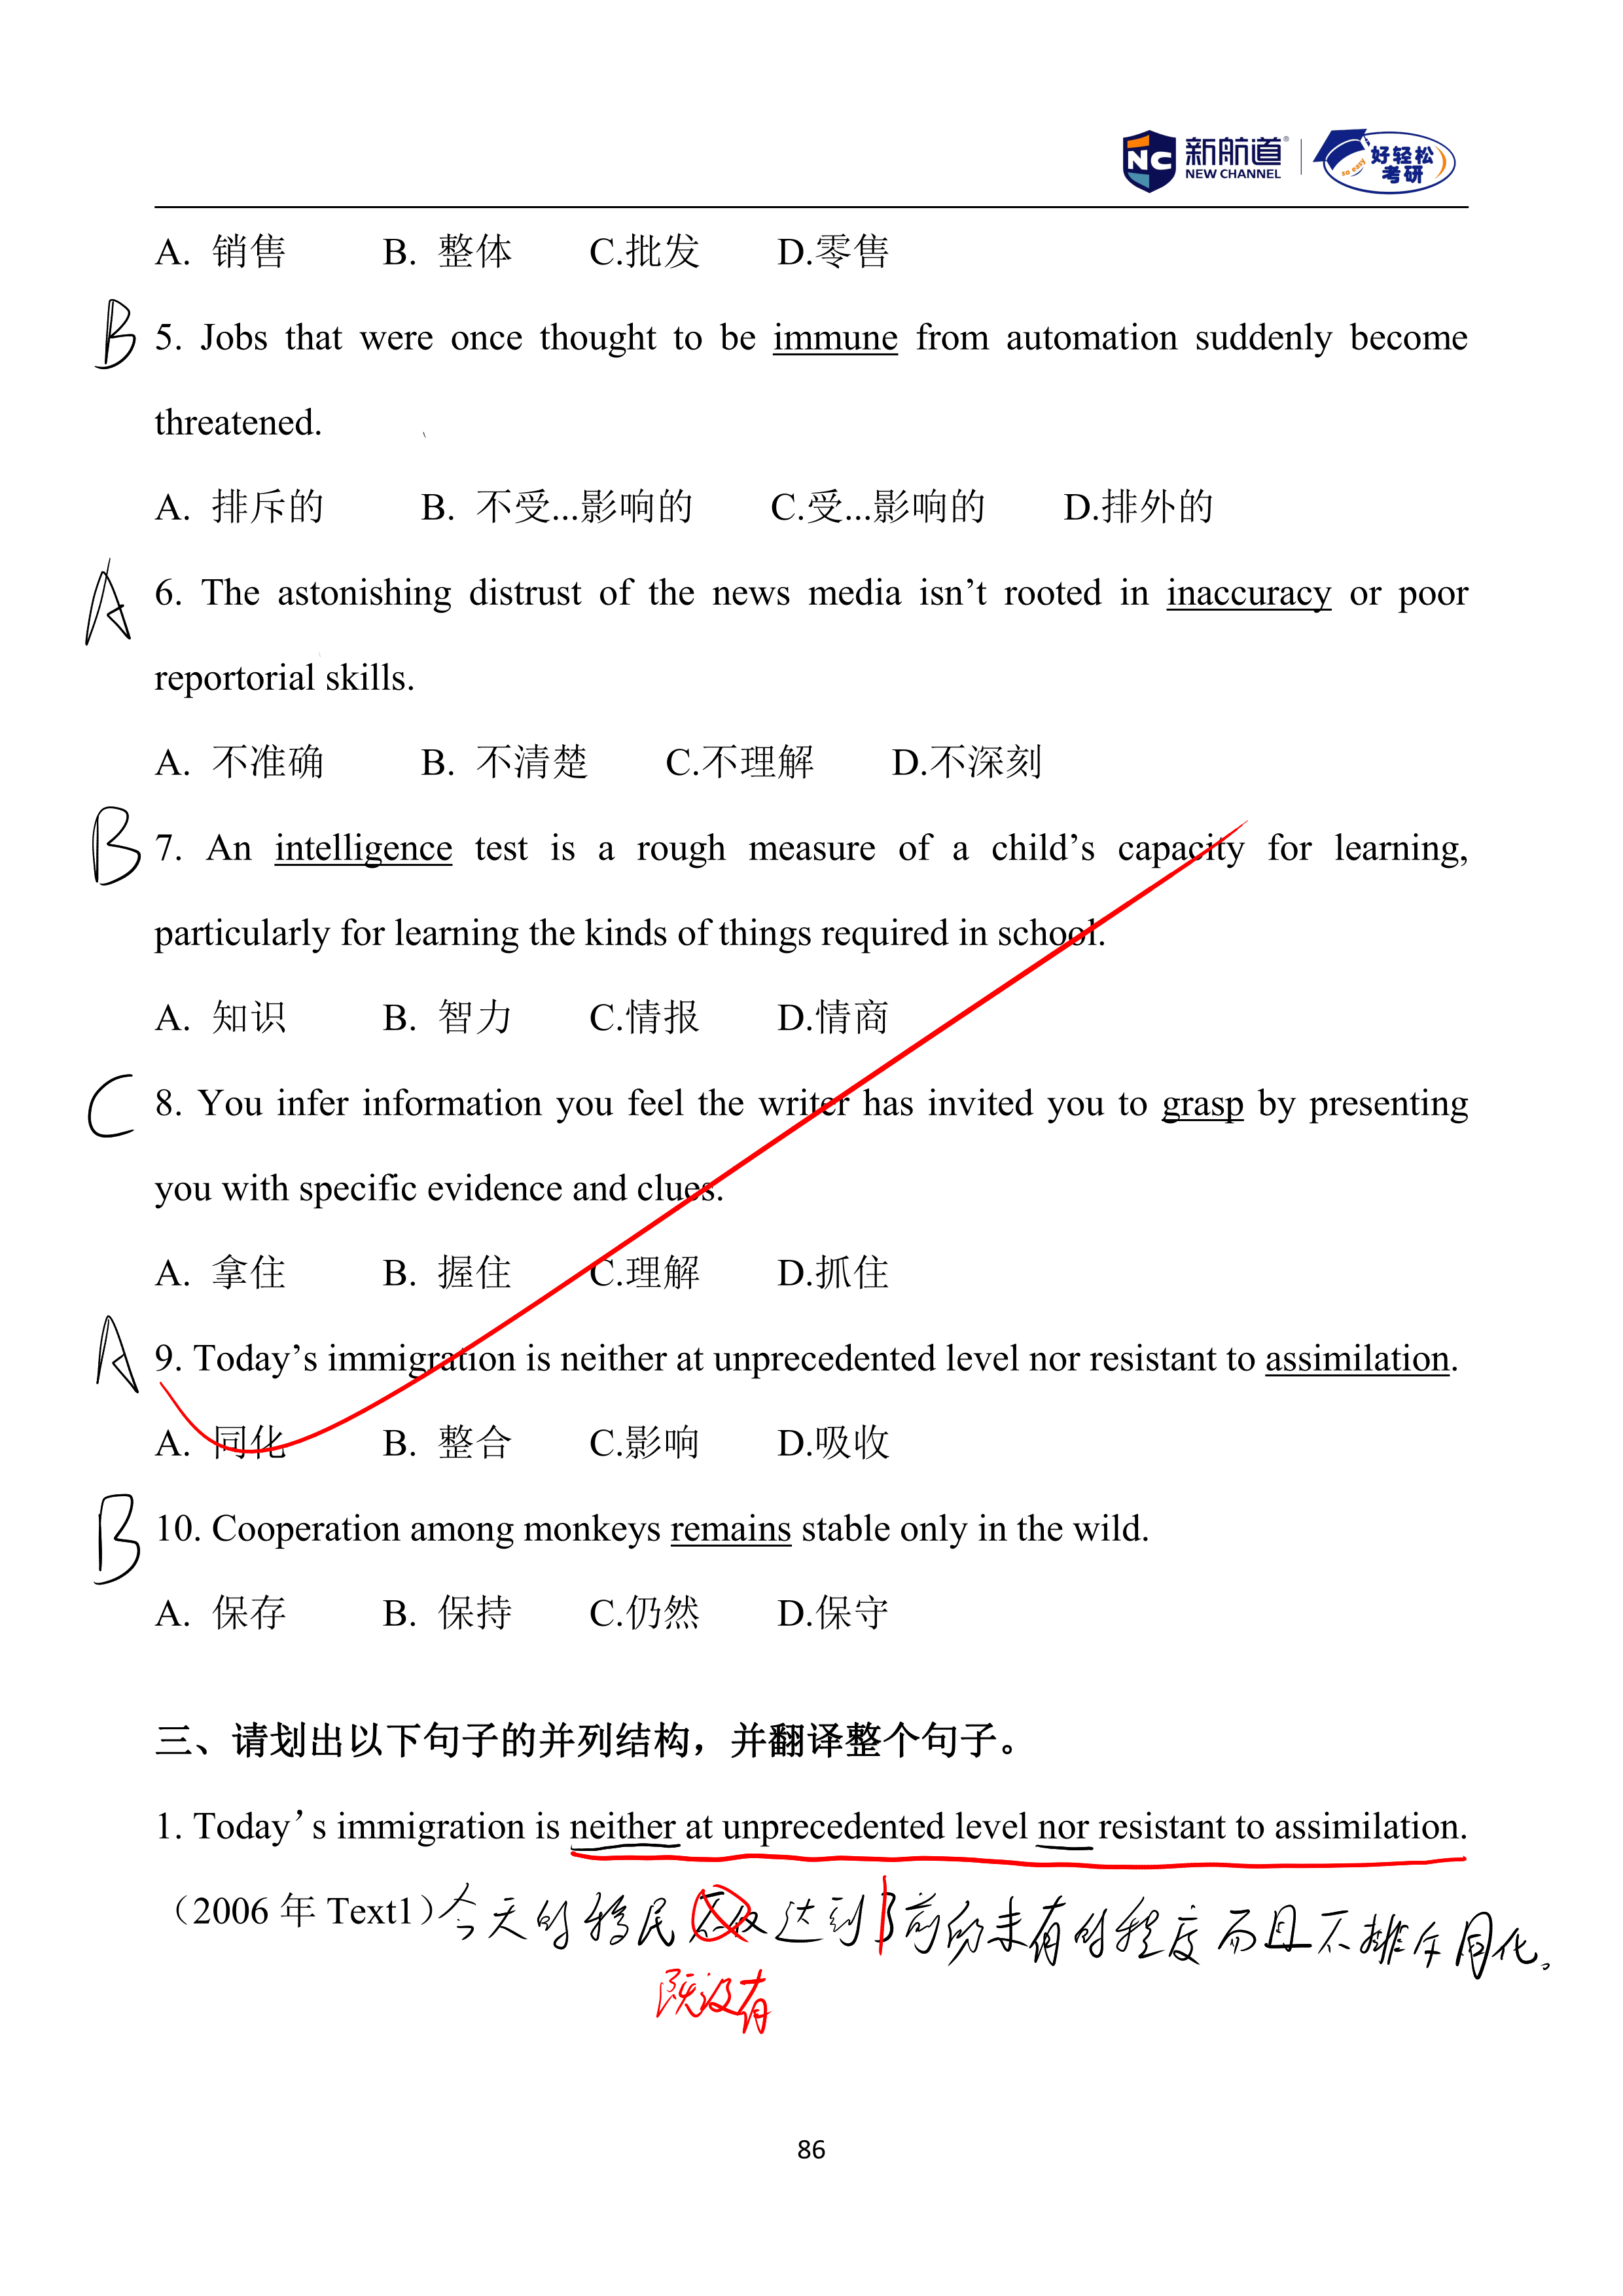 NC 新航道® NEW CHANNEL 好轻松考研 so easy
A. 销售 B. 整体 C.批发 D.零售
B 5. Jobs that were once thought to be immune from automation suddenly become
threatened.
A. 排斥的 B. 不受...影响的 C.受...影响的 D.排外的
A 6. The astonishing distrust of the news media isn’t rooted in inaccuracy or poor
reportorial skills.
A. 不准确 B. 不清楚 C.不理解 D.不深刻
B 7. An intelligence test is a rough measure of a child’s capacity for learning,
particularly for learning the kinds of things required in school.
A. 知识 B. 智力 C.情报 D.情商
C 8. You infer information you feel the writer has invited you to grasp by presenting
you with specific evidence and clues.
A. 拿住 B. 握住 C.理解 D.抓住
A 9. Today’s immigration is neither at unprecedented level nor resistant to assimilation.
A. 同化 B. 整合 C.影响 D.吸收
B 10. Cooperation among monkeys remains stable only in the wild.
A. 保存 B. 保持 C.仍然 D.保守
三、请划出以下句子的并列结构，并翻译整个句子。
1. Today’s immigration is neither at unprecedented level nor resistant to assimilation.
（2006 年 Text1）今天的移民不仅达到了前所未有的程度而且不排斥同化。
既没有
86